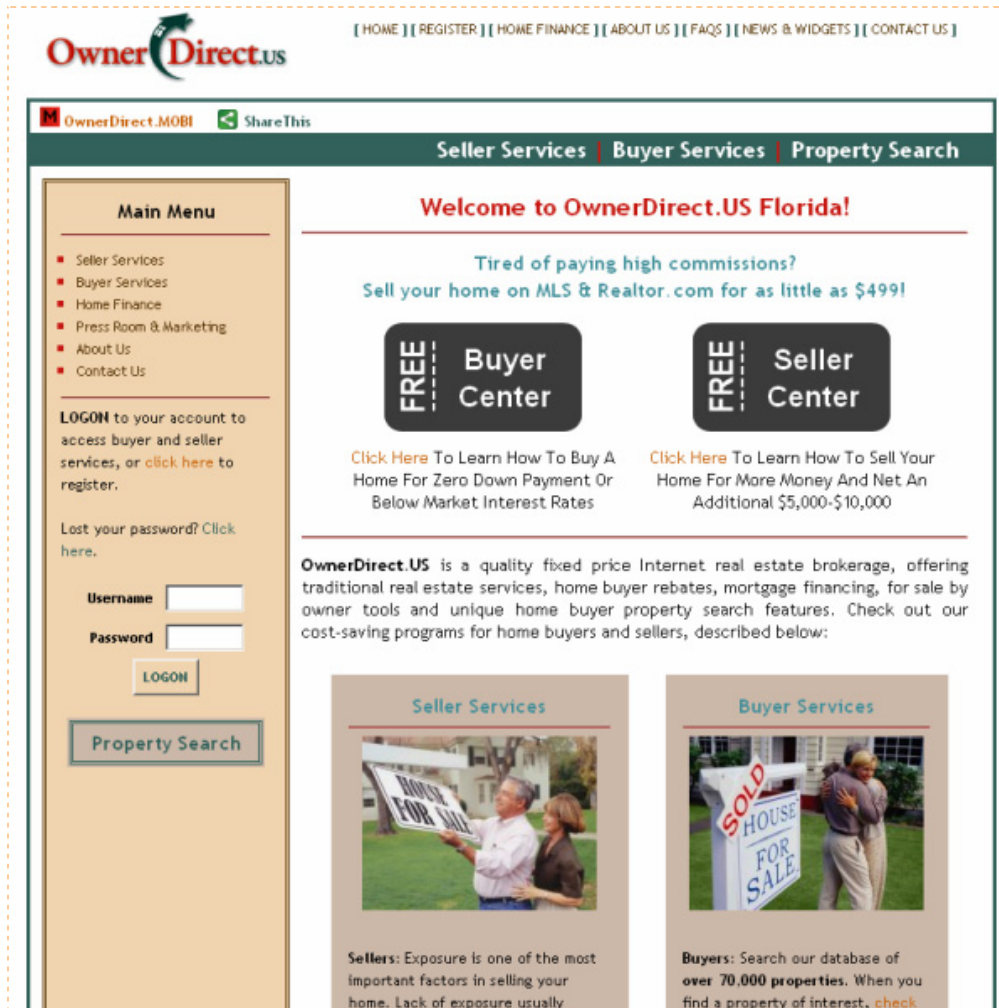 OwnerDirect.us
[ HOME ] [ REGISTER ] [ HOME FINANCE ] [ ABOUT US ] [ FAQS ] [ NEWS & WIDGETS ] [ CONTACT US ]
M OwnerDirect.MOBI ShareThis
Seller Services | Buyer Services | Property Search
Main Menu
Seller Services
Buyer Services
Home Finance
Press Room & Marketing
About Us
Contact Us
LOGON to your account to
access buyer and seller
services, or click here to
register.
Lost your password? Click
here.
Username
Password
LOGON
Property Search
Welcome to OwnerDirect.US Florida!
Tired of paying high commissions?
Sell your home on MLS & Realtor.com for as little as $499!
FREE
Buyer
Center
Click Here To Learn How To Buy A
Home For Zero Down Payment Or
Below Market Interest Rates
FREE
Seller
Center
Click Here To Learn How To Sell Your
Home For More Money And Net An
Additional $5,000-$10,000
OwnerDirect.US is a quality fixed price Internet real estate brokerage, offering
traditional real estate services, home buyer rebates, mortgage financing, for sale by
owner tools and unique home buyer property search features. Check out our
cost-saving programs for home buyers and sellers, described below:
Seller Services
HOUSE
FOR SALE
Sellers: Exposure is one of the most
important factors in selling your
home. Lack of exposure usually
Buyer Services
SOLD
HOUSE
FOR
SALE
Buyers: Search our database of
over 70,000 properties. When you
find a property of interest, check